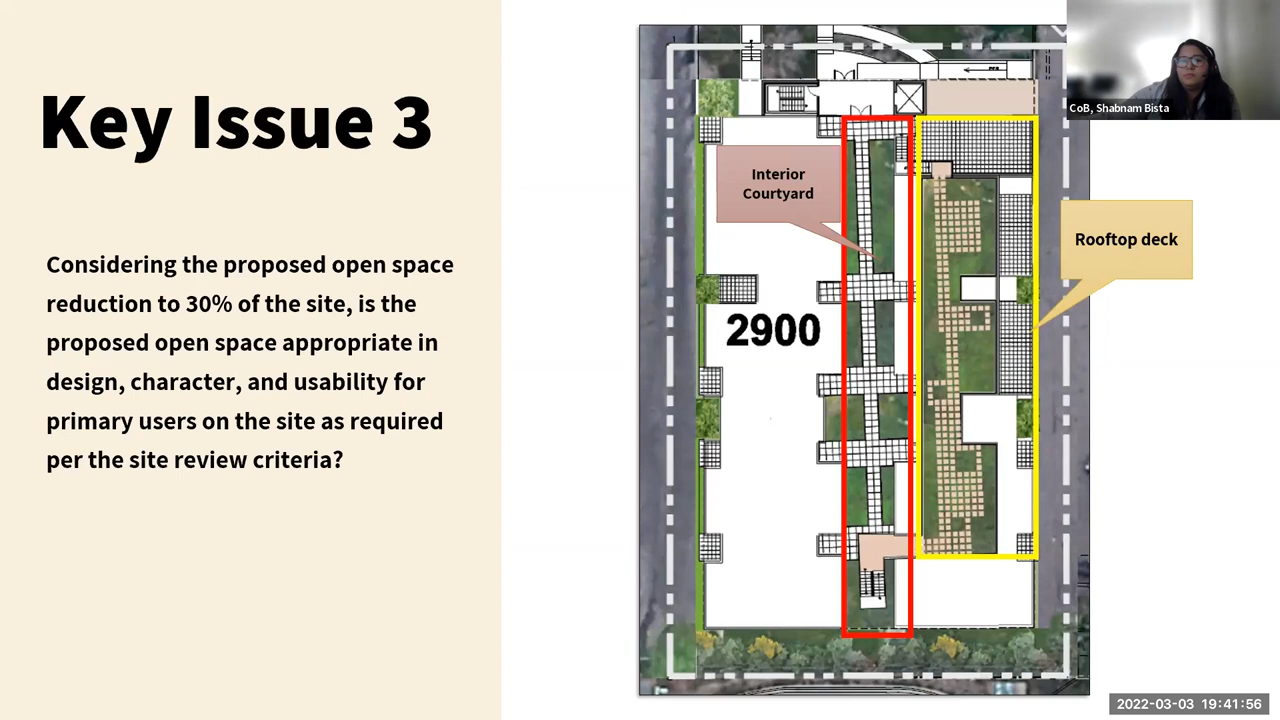 Key Issue 3
Considering the proposed open space
reduction to 30% of the site, is the
proposed open space appropriate in
design, character, and usability for
primary users on the site as required
per the site review criteria?
Interior
Courtyard
2900
Rooftop deck
CoB, Shabnam Bista
2022-03-03 19:41:56